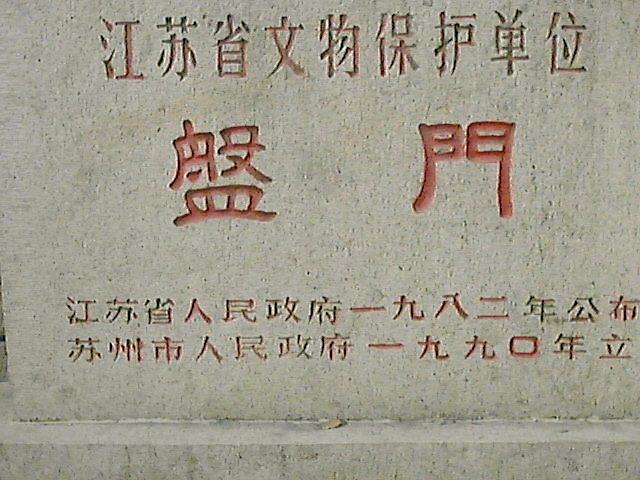 江苏省文物保护单位
盤門
江苏省人民政府一九八二年公布
苏州市人民政府一九九〇年立